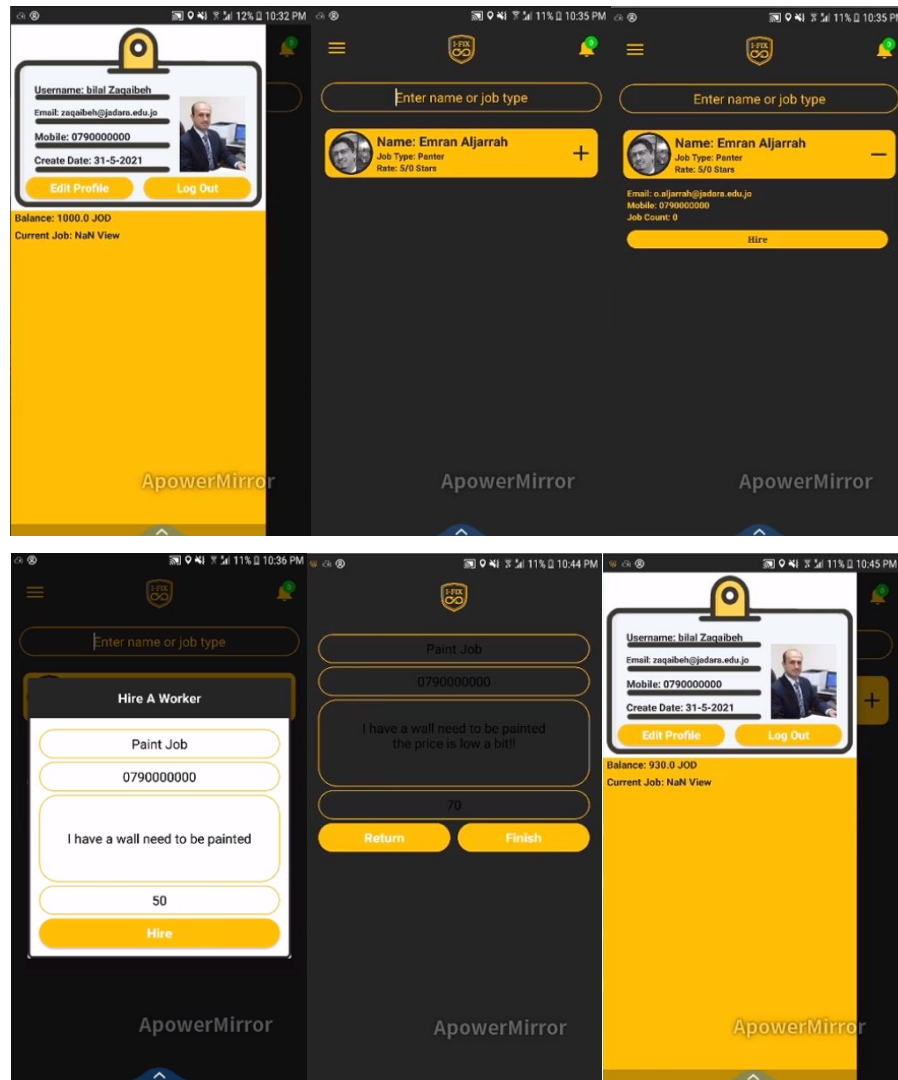 12% 10:32 PM
Username: bilal Zaqaibeh
Email: zaqaibeh@jadara.edu.jo
Mobile: 0790000000
Create Date: 31-5-2021
Edit Profile
Log Out
Balance: 1000.0 JOD
Current Job: NaN View
ApowerMirror
11% 10:35 PM
I-FIX
0
Enter name or job type
Name: Emran Aljarrah
Job Type: Panter
Rate: 5/0 Stars
ApowerMirror
11% 10:35 PM
I-FIX
0
Enter name or job type
Name: Emran Aljarrah
Job Type: Penter
Rate: 5/0 Stars
Email: o.aljarrah@jadara.edu.jo
Mobile: 0790000000
Job Count: 0
Hire
ApowerMirror
11% 10:36 PM
I-FIX
Enter name or job type
Hire A Worker
Paint Job
0790000000
I have a wall need to be painted
50
Hire
ApowerMirror
11% 10:44 PM
I-FIX
Paint Job
0790000000
I have a wall need to be painted
the price is low a bit!!
70
Return
Finish
ApowerMirror
11% 10:45 PM
Username: bilal Zaqaibeh
Email: zaqaibeh@jadara.edu.jo
Mobile: 0790000000
Create Date: 31-5-2021
Edit Profile
Log Out
Balance: 930.0 JOD
Current Job: NaN View
ApowerMirror